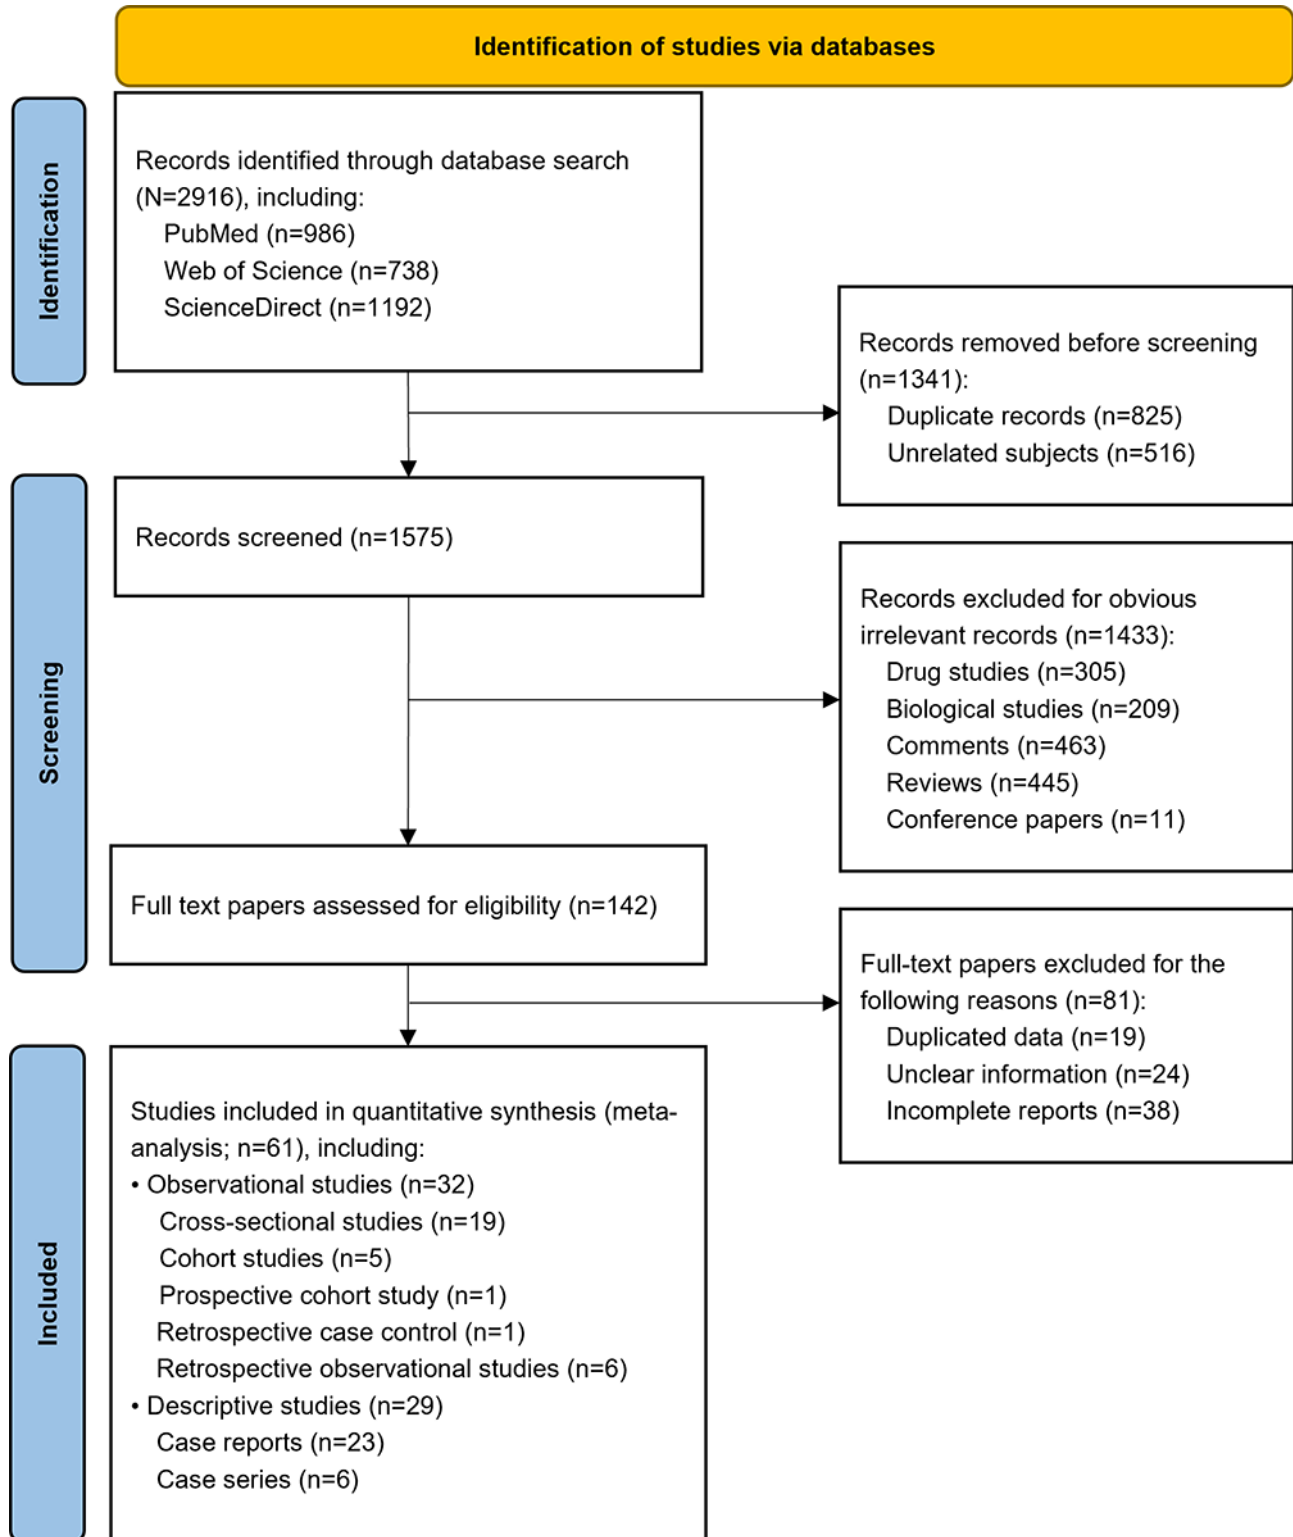 Identification of studies via databases
Identification
Records identified through database search
(N=2916), including:
PubMed (n=986)
Web of Science (n=738)
ScienceDirect (n=1192)
Records removed before screening
(n=1341):
Duplicate records (n=825)
Unrelated subjects (n=516)
Screening
Records screened (n=1575)
Records excluded for obvious
irrelevant records (n=1433):
Drug studies (n=305)
Biological studies (n=209)
Comments (n=463)
Reviews (n=445)
Conference papers (n=11)
Full text papers assessed for eligibility (n=142)
Full-text papers excluded for the
following reasons (n=81):
Duplicated data (n=19)
Unclear information (n=24)
Incomplete reports (n=38)
Included
Studies included in quantitative synthesis (meta-
analysis; n=61), including:
• Observational studies (n=32)
Cross-sectional studies (n=19)
Cohort studies (n=5)
Prospective cohort study (n=1)
Retrospective case control (n=1)
Retrospective observational studies (n=6)
• Descriptive studies (n=29)
Case reports (n=23)
Case series (n=6)